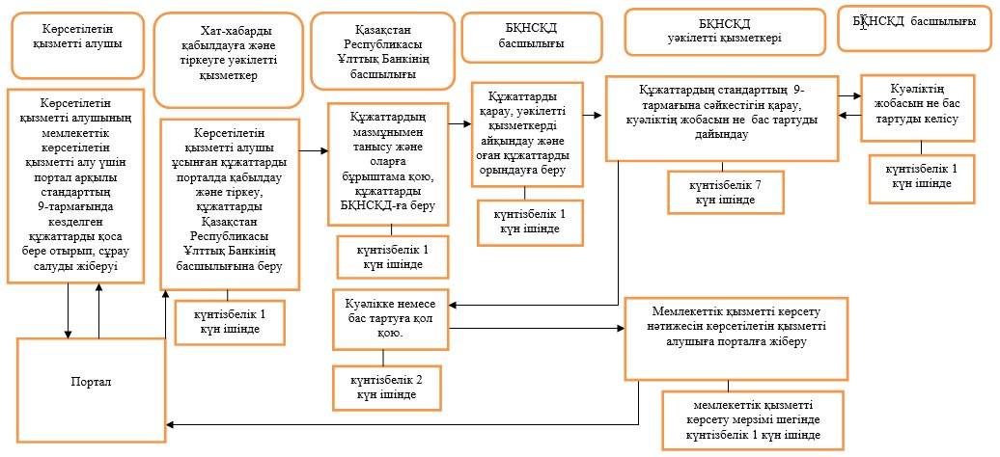 Көрсетілетін
қызметті алушы
Хат-хабарды
қабылдауға және
тіркеуге уәкілетті
қызметкер
Қазақстан
Республикасы
Ұлттық Банкінің
басшылығы
БҚНСҚД
басшылығы
БҚНСҚД
уәкілетті қызметкері
БҚНСҚД басшылығы
Көрсетілетін
қызметті алушының
мемлекеттік
көрсетілетін
қызметті алу үшін
портал арқылы
стандарттың
9-тармағында
көзделген
құжаттарды қоса
бере отырып, сұрау
салуды жіберуі
Көрсетілетін
қызметті алушы
ұсынған құжаттарды
порталда қабылдау
және тіркеу,
құжаттарды
Қазақстан
Республикасы
Ұлттық Банкінің
басшылығына беру
күнтізбелік 1
күн ішінде
Құжаттардың
мазмұнымен
танысу және
оларға
бұрыштама қою,
құжаттарды
БҚНСҚД-ға беру
күнтізбелік 1
күн ішінде
Құжаттарды
қарау, уәкілетті
қызметкерді
айқындау және
оған құжаттарды
орындауға беру
күнтізбелік 1
күн ішінде
Құжаттардың стандарттың 9-
тармағына сәйкестігін қарау,
куәліктің жобасын не бас тартуды
дайындау
күнтізбелік 7
күн ішінде
Куәліктің
жобасын не бас
тартуды келісу
күнтізбелік 1
күн ішінде
Куәлікке немесе
бас тартуға қол
қою.
күнтізбелік 2
күн ішінде
Мемлекеттік қызметті көрсету
нәтижесін көрсетілетін қызметті
алушыға порталға жіберу
мемлекеттік қызметті
көрсету мерзімі шегінде
күнтізбелік 1 күн ішінде
Портал